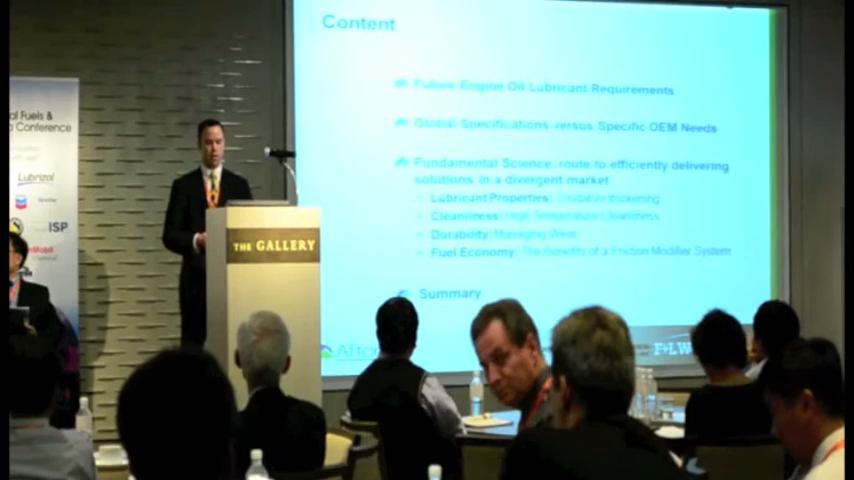 Content
Future Engine Oil Lubricant Requirements
Global Specifications versus Specific OEM Needs
Fundamental Science: route to efficiently delivering
solutions in a divergent market
Lubricant Properties: Oxidative thickening
Cleanliness: High Temperature Cleanliness
Durability: Managing Wear
Fuel Economy: The Benefits of a Friction Modifier System
Summary
al Fuels &
Conference
Lubrizol
ISP
THE GALLERY
F+L